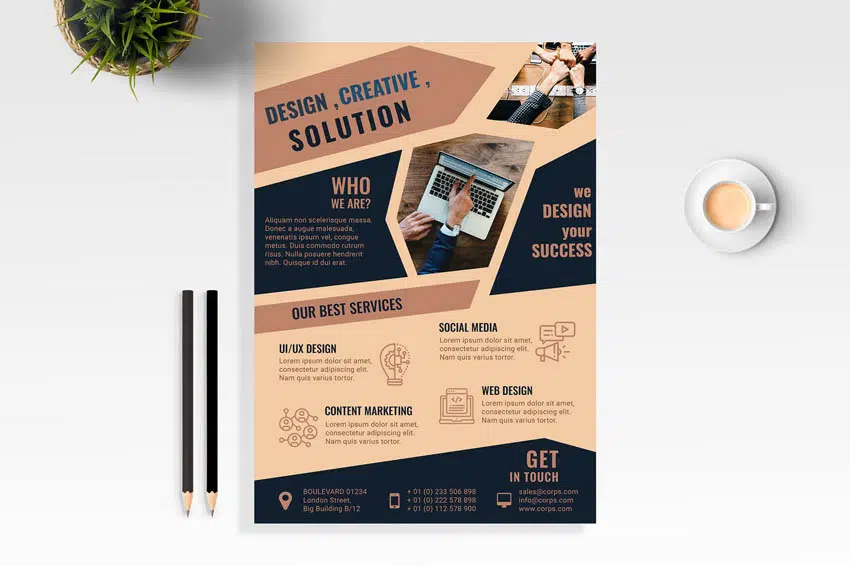 DESIGN , CREATIVE ,
SOLUTION
WHO
WE ARE?
Aliquam non scelerisque massa.
Donec a augue malesuada,
venenatis ipsum vel, congue
metus. Duis commodo rutrum
risus. Nulla posuere hendrerit
nibh. Quisque id dui erat.
we
DESIGN
your
SUCCESS
OUR BEST SERVICES
UI/UX DESIGN
Lorem ipsum dolor sit amet,
consectetur adipiscing elit.
Nam quis varius tortor.
SOCIAL MEDIA
Lorem ipsum dolor sit amet,
consectetur adipiscing elit.
Nam quis varius tortor.
CONTENT MARKETING
Lorem ipsum dolor sit amet,
consectetur adipiscing elit.
Nam quis varius tortor.
WEB DESIGN
Lorem ipsum dolor sit amet,
consectetur adipiscing elit.
Nam quis varius tortor.
GET
IN TOUCH
BOULEVARD 01234
London Street,
Big Building B/12
+ 01 (0) 233 506 898
+ 01 (0) 222 578 898
+ 01 (0) 112 578 900
sales@corps.com
info@corps.com
www.corps.com